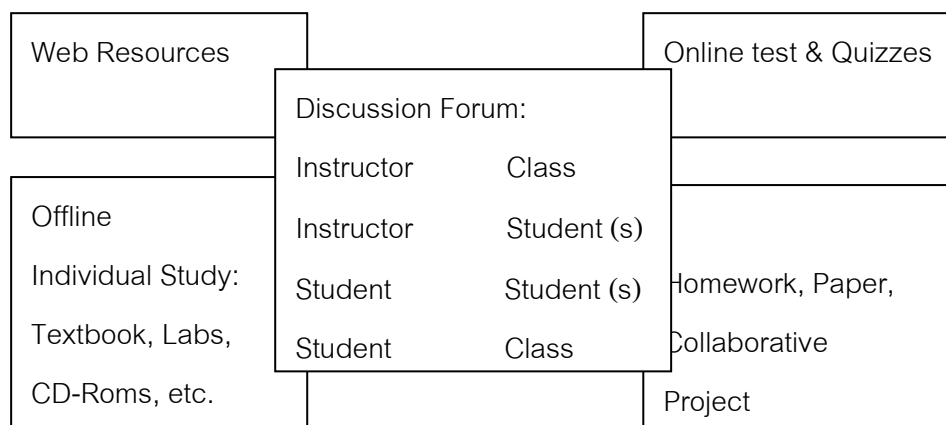 Web Resources
Online test & Quizzes
Discussion Forum:
Instructor Class
Instructor Student (s)
Student Student (s)
Student Class
Offline
Individual Study:
Textbook, Labs,
CD-Roms, etc.
Homework, Paper,
Collaborative
Project